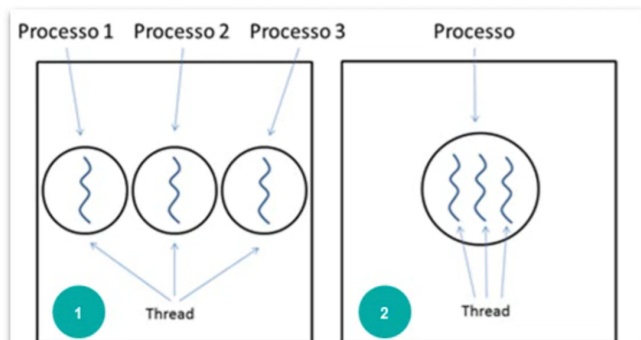 Processo 1 Processo 2 Processo 3
Thread
1
Processo
Thread
2